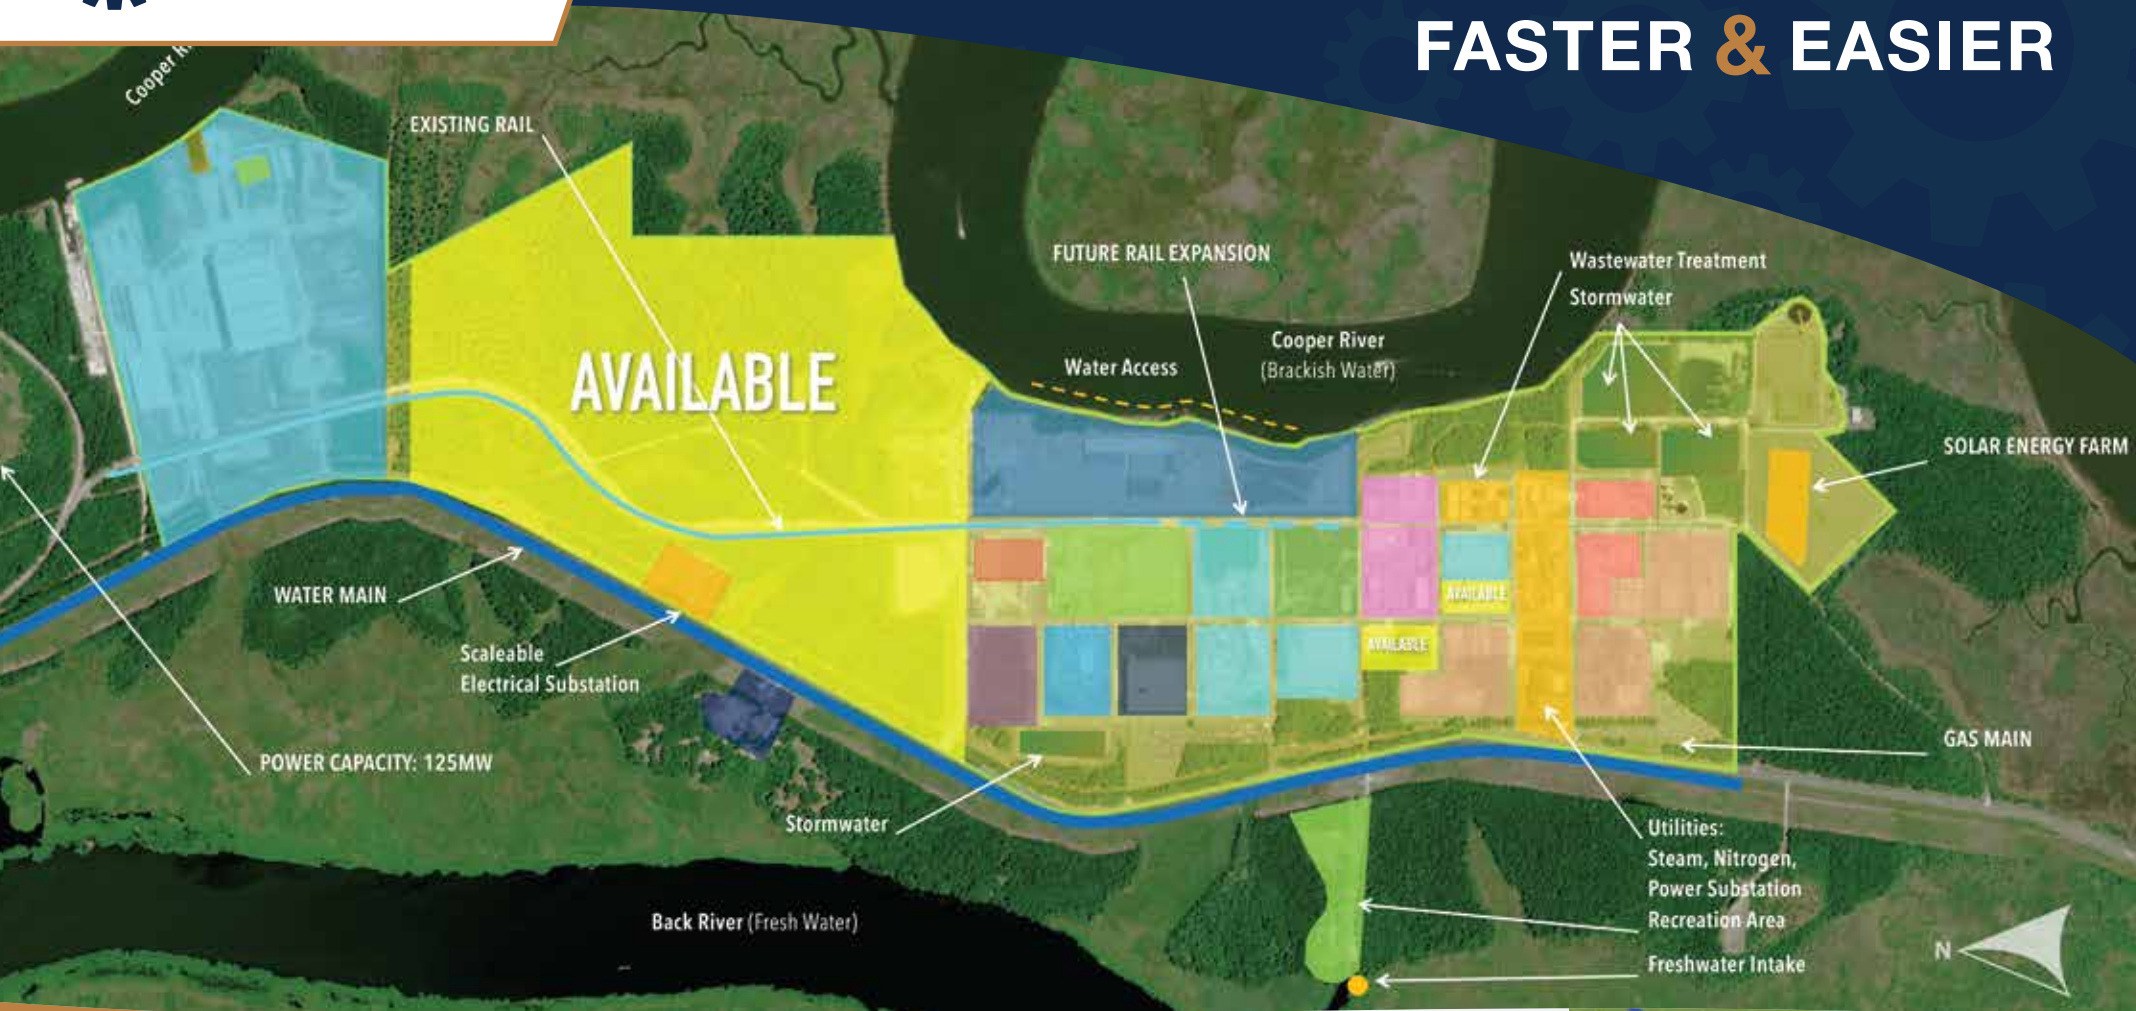 FASTER & EASIER
Cooper
EXISTING RAIL
FUTURE RAIL EXPANSION
Wastewater Treatment
Stormwater
Cooper River
(Brackish Water)
Water Access
AVAILABLE
SOLAR ENERGY FARM
WATER MAIN
AVAILABLE
AVAILABLE
Scaleable
Electrical Substation
POWER CAPACITY: 125MW
GAS MAIN
Stormwater
Utilities:
Steam, Nitrogen,
Power Substation
Recreation Area
Back River (Fresh Water)
Freshwater Intake
N